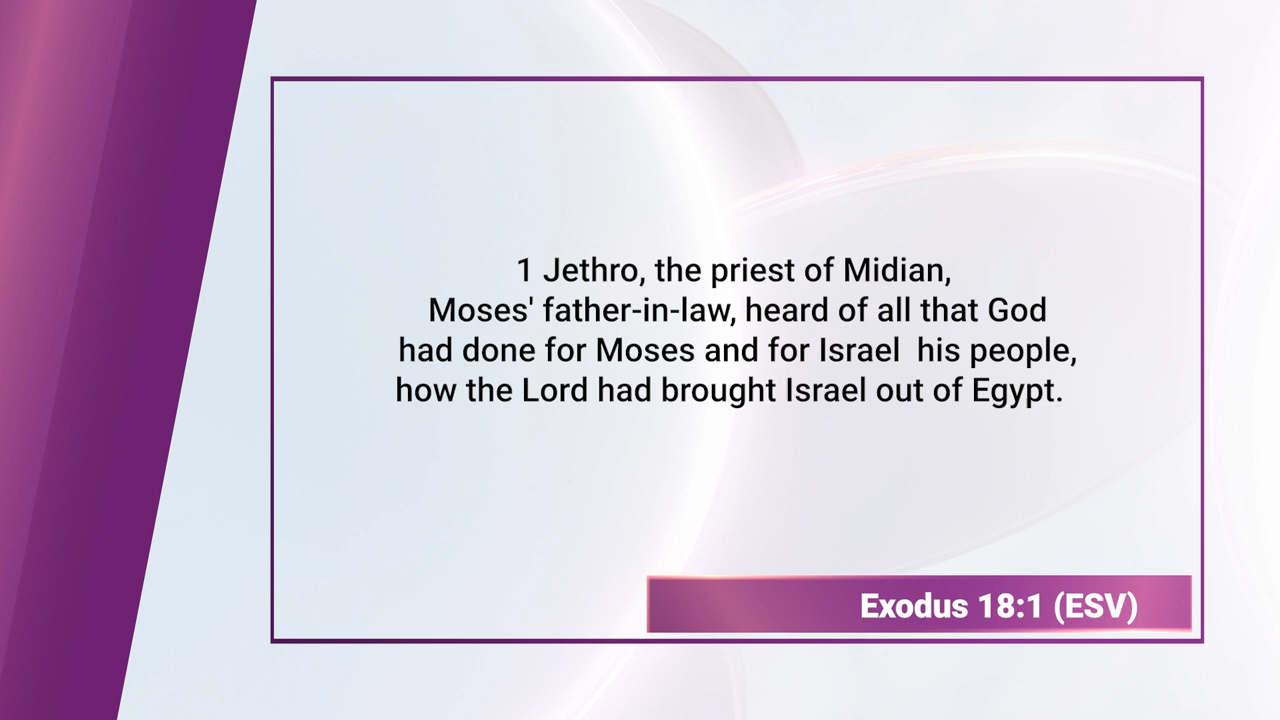 1 Jethro, the priest of Midian,
Moses' father-in-law, heard of all that God
had done for Moses and for Israel  his people,
how the Lord had brought Israel out of Egypt.
Exodus 18:1 (ESV)